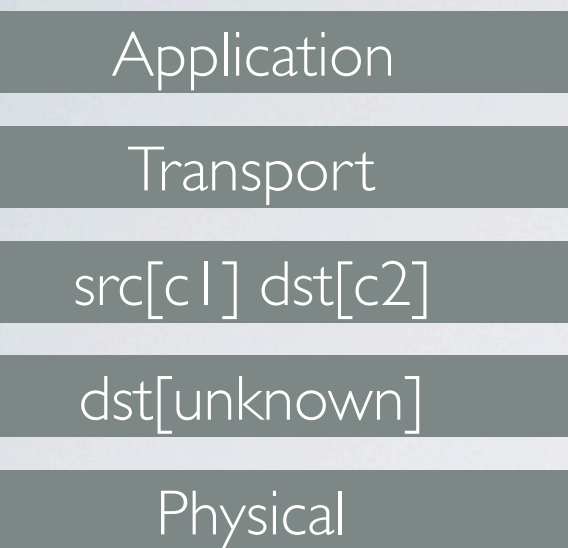 Application
Transport
src[c1] dst[c2]
dst[unknown]
Physical